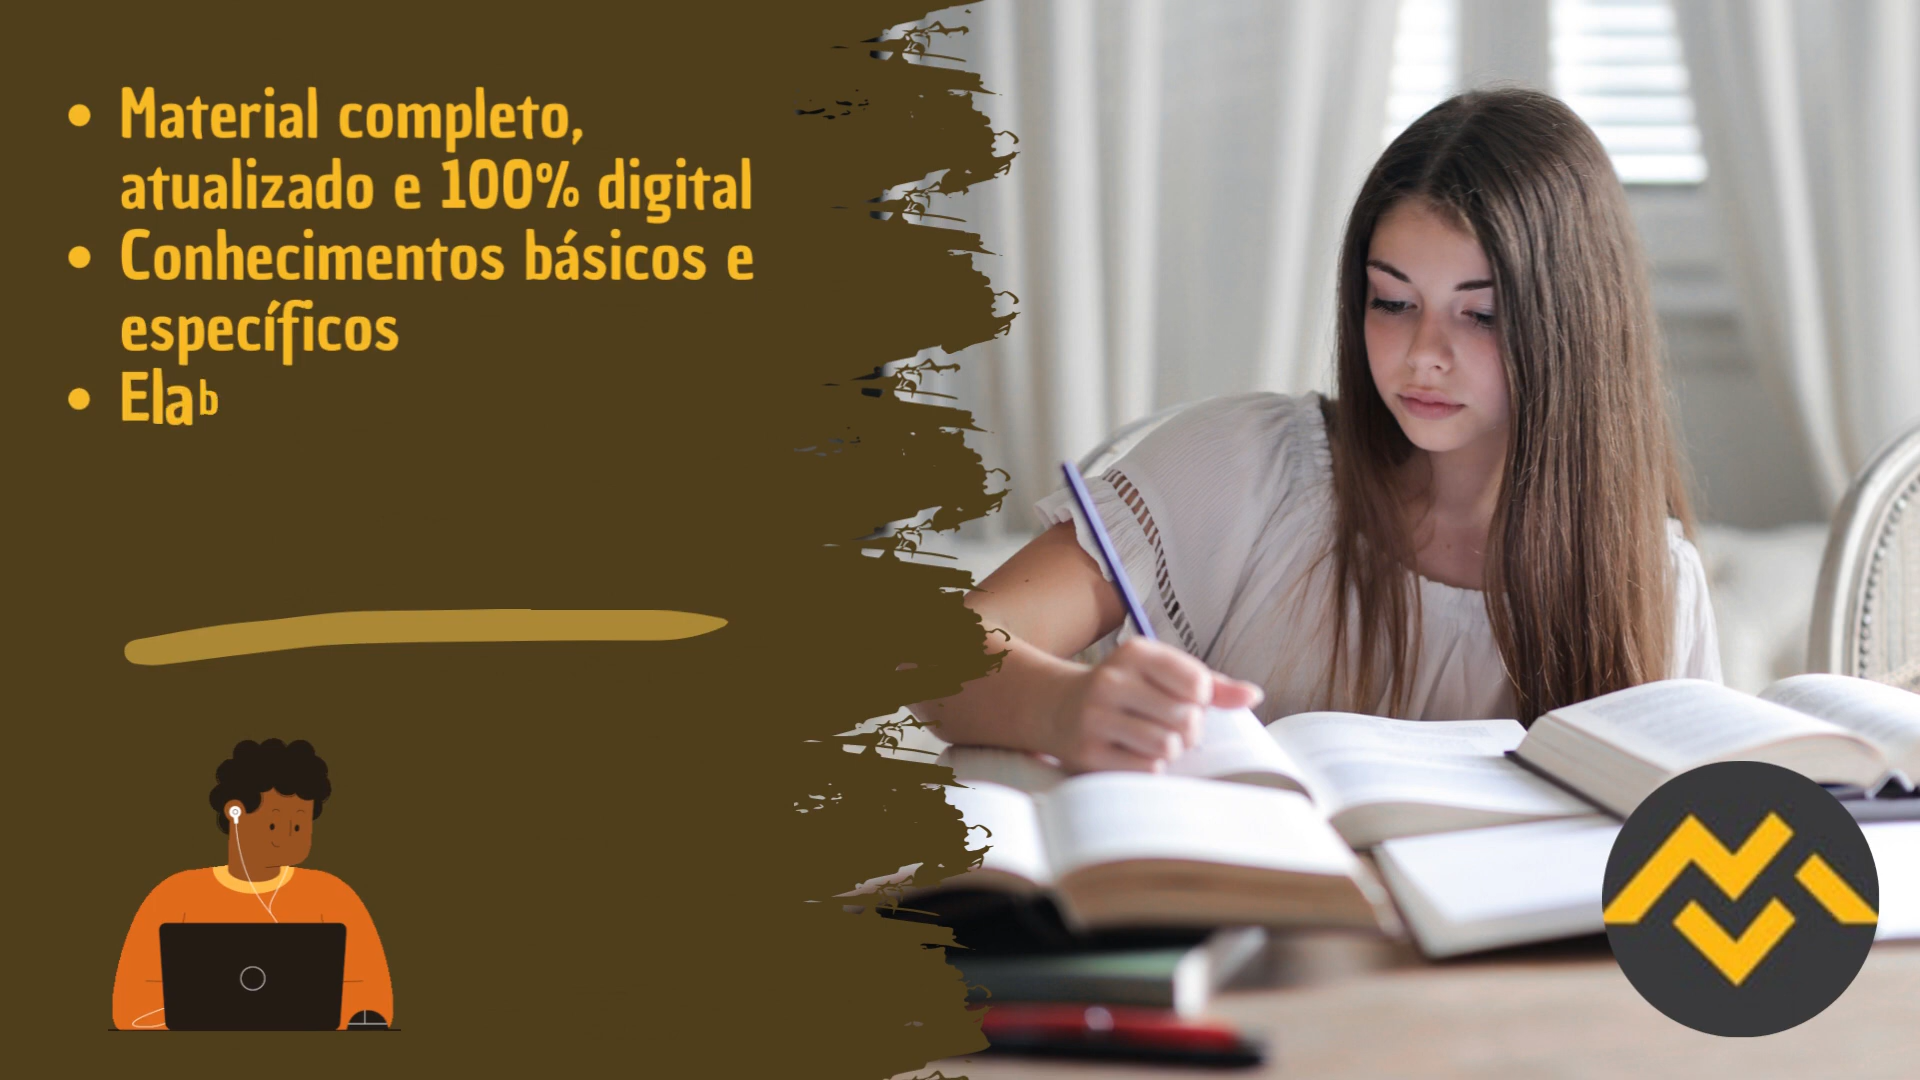 Material completo,
atualizado e 100% digital
Conhecimentos básicos e
específicos
Elab